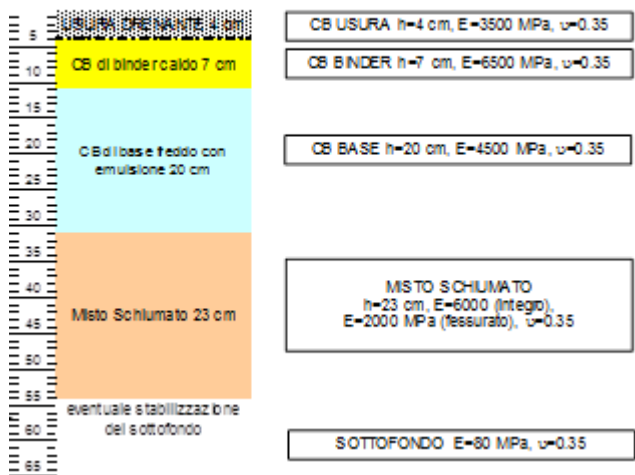 USURA DRENANTE 4 cm
CB USURA h=4 cm, E=3500 MPa, υ=0.35
5
CB di binder caldo 7 cm
CB BINDER h=7 cm, E=6500 MPa, υ=0.35
10
15
20
CB di base freddo con
emulsione 20 cm
CB BASE h=20 cm, E=4500 MPa, υ=0.35
25
30
35
40
Misto Schiumato 23 cm
MISTO SCHIUMATO
h=23 cm, E=6000 (integro),
E=2000 MPa (fessurato), υ=0.35
45
50
55
eventuale stabilizzazione
del sottofondo
60
SOTTOFONDO E=80 MPa, υ=0.35
65